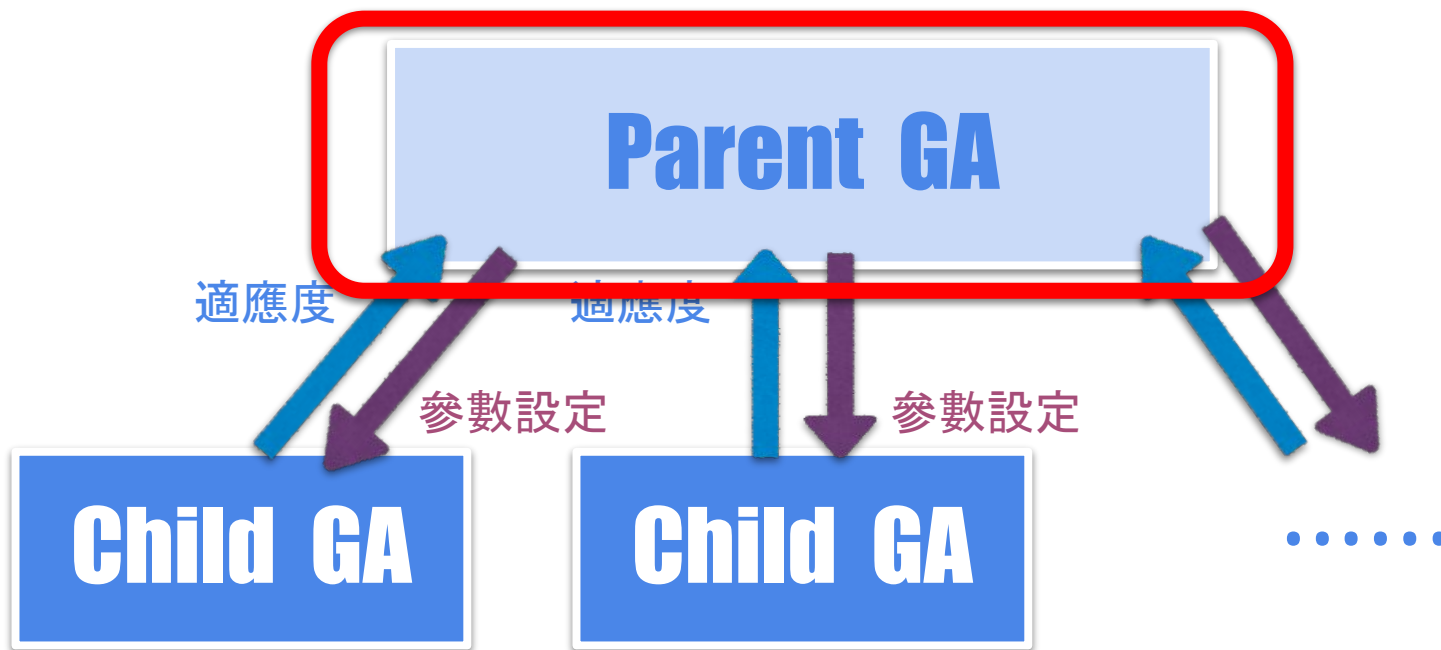 Parent GA
適應度 適應度
參數設定 參數設定
Child GA Child GA ......